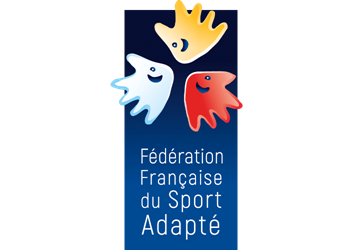 Fédération
Française
du Sport
Adapté